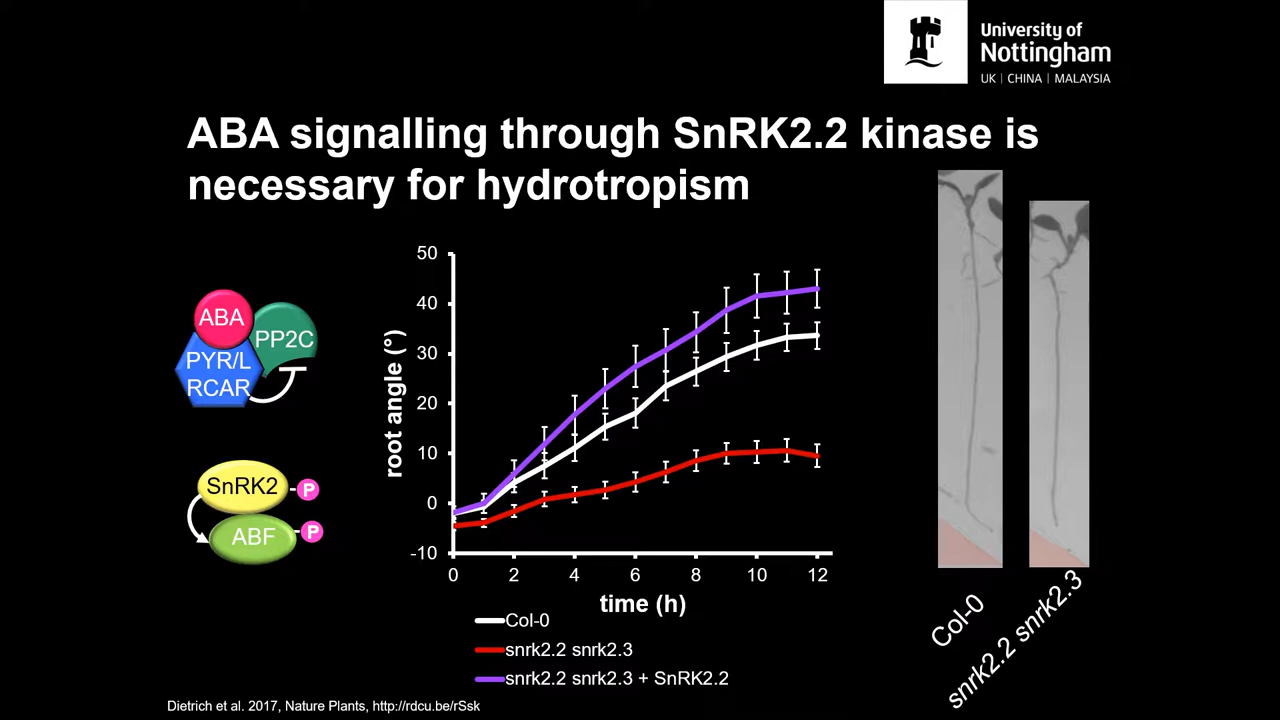 University of
Nottingham
UK | CHINA | MALAYSIA
ABA signalling through SnRK2.2 kinase is
necessary for hydrotropism
ABA
PP2C
PYR/L
RCAR
SnRK2
P
ABF
P
root angle (°)
50
40
30
20
10
0
-10
0 2 4 6 8 10 12
time (h)
Col-0
snrk2.2 snrk2.3
snrk2.2 snrk2.3 + SnRK2.2
Col-0
snrk2.2 snrk2.3
Dietrich et al. 2017, Nature Plants, http://rdcu.be/rSsk